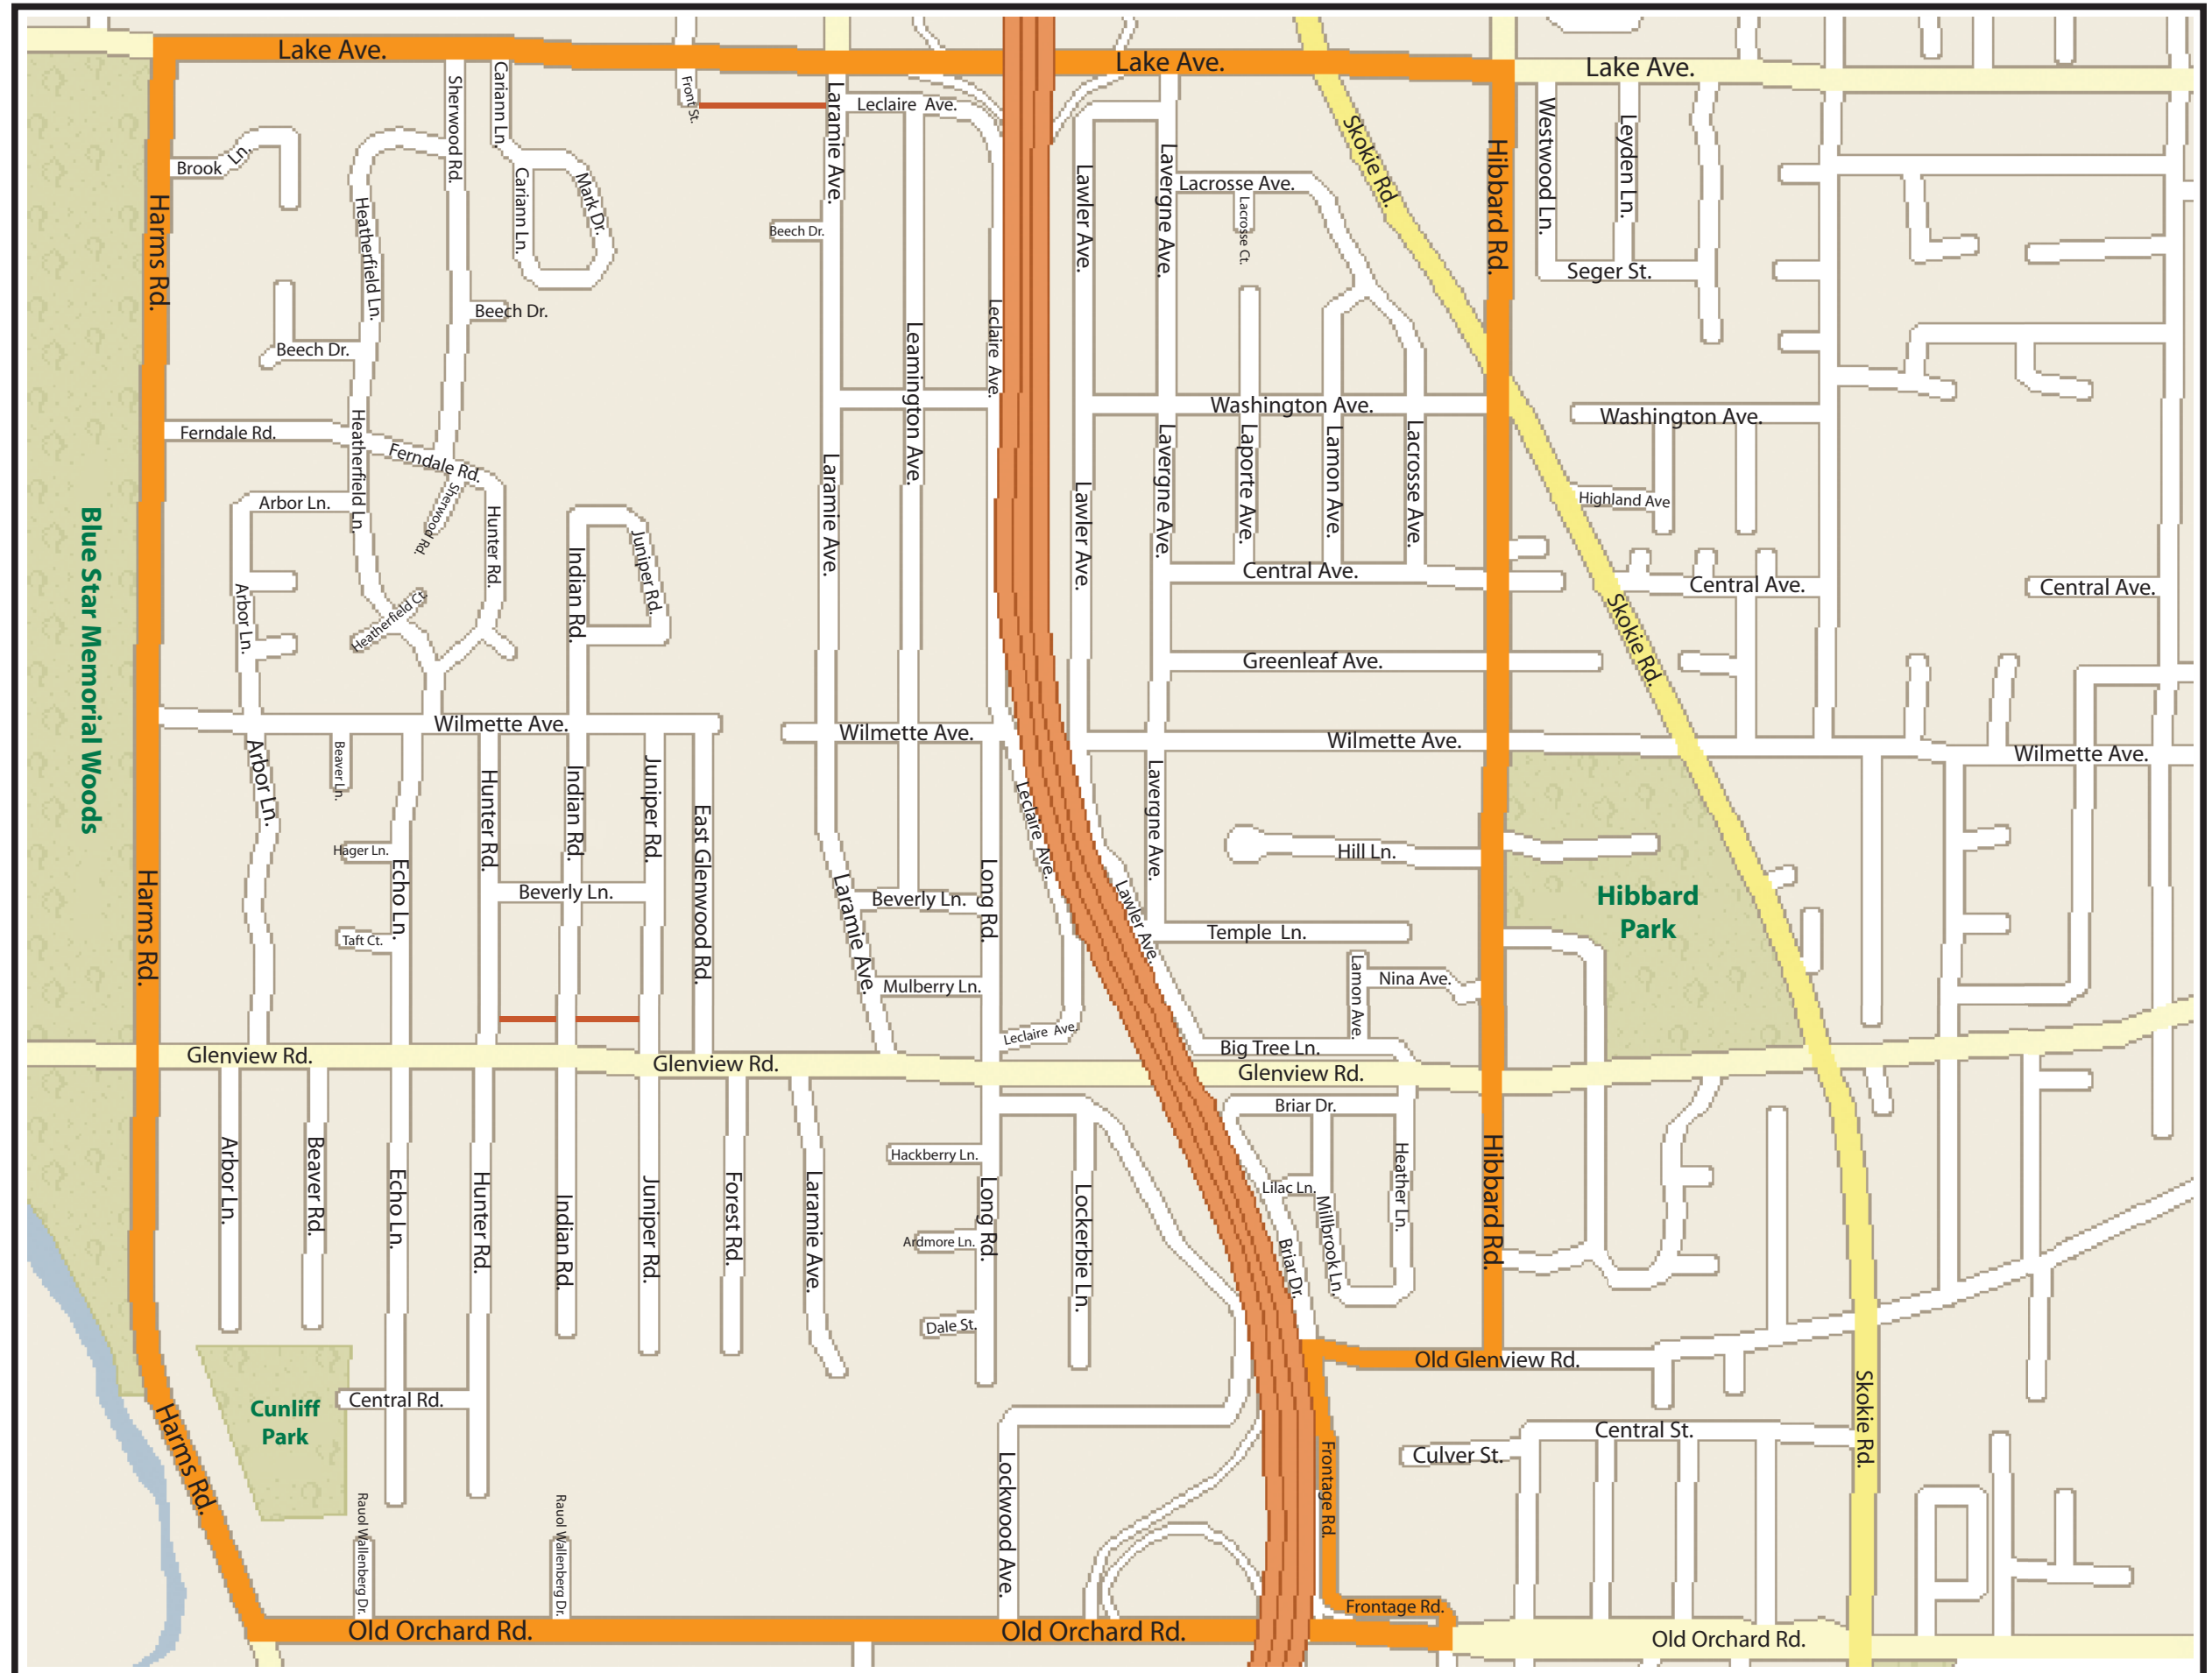 Lake Ave.
Lake Ave.
Lake Ave.
Sherwood Rd.
Cariann Ln.
Front St.
Laramie Ave.
Leclaire Ave.
Skokie Rd.
Hibbard Rd.
Westwood Ln.
Leyden Ln.
Brook Ln.
Harms Rd.
Heatherfield Ln.
Cariann Ln.
Mark Dr.
Beech Dr.
Lawler Ave.
Lavergne Ave.
Lacrosse Ave.
Lacrosse Ct.
Seger St.
Beech Dr.
Beech Dr.
Leclaire Ave.
Leamington Ave.
Washington Ave.
Washington Ave.
Ferndale Rd.
Heatherfield Ln.
Ferndale Rd.
Sherwood Rd.
Arbor Ln.
Hunter Rd.
Indian Rd.
Juniper Rd.
Laramie Ave.
Lawler Ave.
Lavergne Ave.
Laporte Ave.
Lamon Ave.
Lacrosse Ave.
Highland Ave
Blue Star Memorial Woods
Arbor Ln.
Heatherfield Ct.
Central Ave.
Central Ave.
Central Ave.
Greenleaf Ave.
Skokie Rd.
Wilmette Ave.
Wilmette Ave.
Wilmette Ave.
Wilmette Ave.
Arbor Ln.
Beaver Ln.
Hunter Rd.
Indian Rd.
Juniper Rd.
East Glenwood Rd.
Leclaire Ave.
Lavergne Ave.
Hager Ln.
Echo Ln.
Hill Ln.
Harms Rd.
Beverly Ln.
Laramie Ave.
Beverly Ln.
Long Rd.
Lawler Ave.
Hibbard
Park
Taft Ct.
Temple Ln.
Mulberry Ln.
Lamon Ave.
Nina Ave.
Leclaire Ave.
Big Tree Ln.
Glenview Rd.
Glenview Rd.
Glenview Rd.
Briar Dr.
Arbor Ln.
Beaver Rd.
Echo Ln.
Hunter Rd.
Indian Rd.
Juniper Rd.
Forest Rd.
Laramie Ave.
Hackberry Ln.
Long Rd.
Lockerbie Ln.
Lilac Ln.
Millbrook Ln.
Heather Ln.
Hibbard Rd.
Ardmore Ln.
Briar Dr.
Dale St.
Old Glenview Rd.
Cunliff
Park
Central Rd.
Harms Rd.
Skokie Rd.
Central St.
Culver St.
Frontage Rd.
Lockwood Ave.
Rauol Wallenberg Dr.
Rauol Wallenberg Dr.
Frontage Rd.
Old Orchard Rd.
Old Orchard Rd.
Old Orchard Rd.